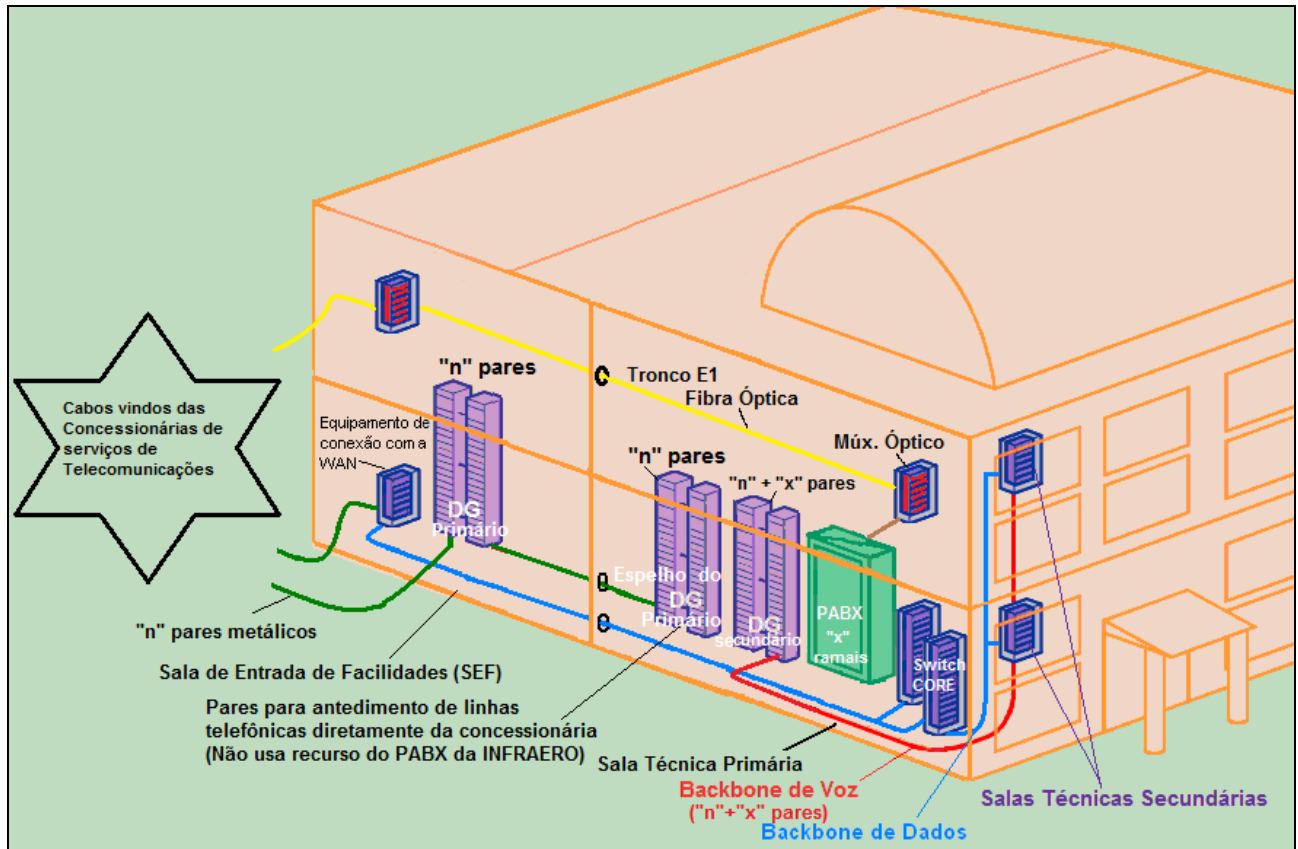 "n" pares
Tronco E1
Fibra Óptica
Cabos vindos das
Concessionárias de
serviços de
Telecomunicações
Equipamento de
conexão com a
WAN
Múx. Óptico
"n" pares
"n" + "x" pares
DG
Primário
Espelho do
DG
Primário
DG
secundário
PABX
"x"
ramais
Switch
CORE
"n" pares metálicos
Sala de Entrada de Facilidades (SEF)
Pares para antedimento de linhas
telefônicas diretamente da concessionária
(Não usa recurso do PABX da INFRAERO)
Sala Técnica Primária
Backbone de Voz
("n"+"x" pares)
Backbone de Dados
Salas Técnicas Secundárias